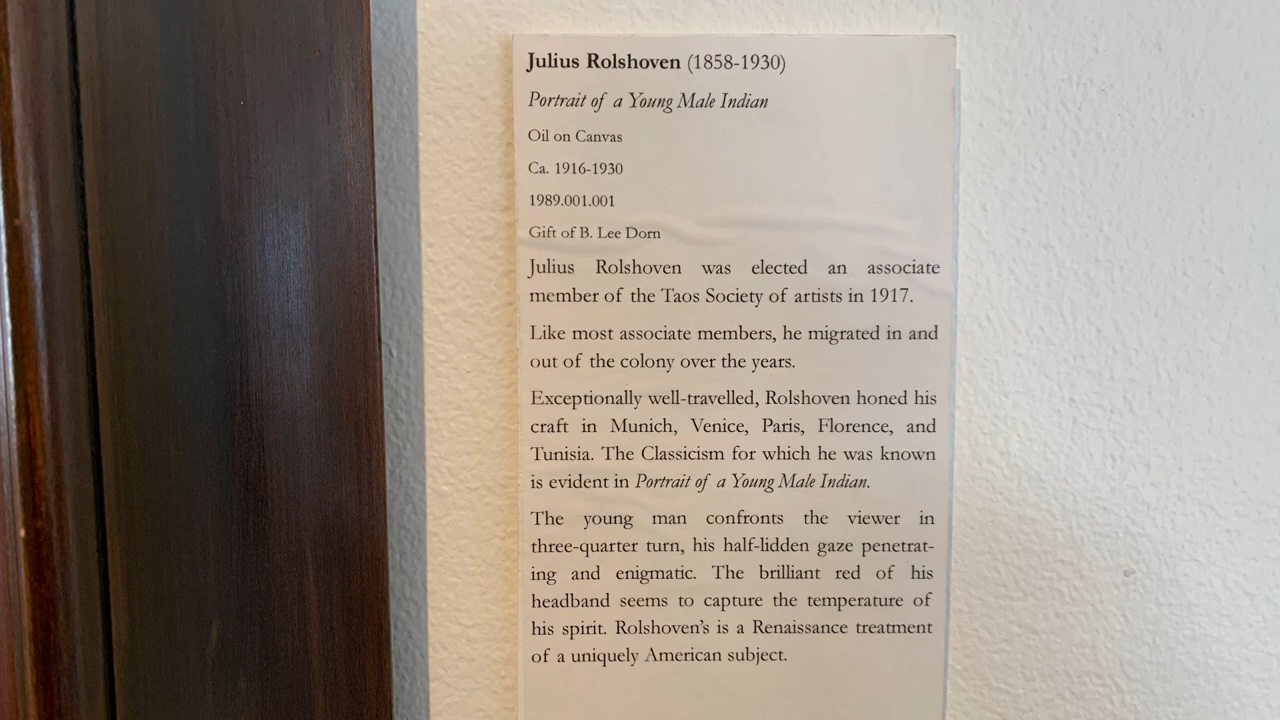 Julius Rolshoven (1858-1930)
Portrait of a Young Male Indian
Oil on Canvas
Ca. 1916-1930
1989.001.001
Gift of B. Lee Dorn
Julius Rolshoven was elected an associate
member of the Taos Society of artists in 1917.
Like most associate members, he migrated in and
out of the colony over the years.
Exceptionally well-travelled, Rolshoven honed his
craft in Munich, Venice, Paris, Florence, and
Tunisia. The Classicism for which he was known
is evident in Portrait of a Young Male Indian.
The young man confronts the viewer in
three-quarter turn, his half-lidden gaze penetrat-
ing and enigmatic. The brilliant red of his
headband seems to capture the temperature of
his spirit. Rolshoven's is a Renaissance treatment
of a uniquely American subject.